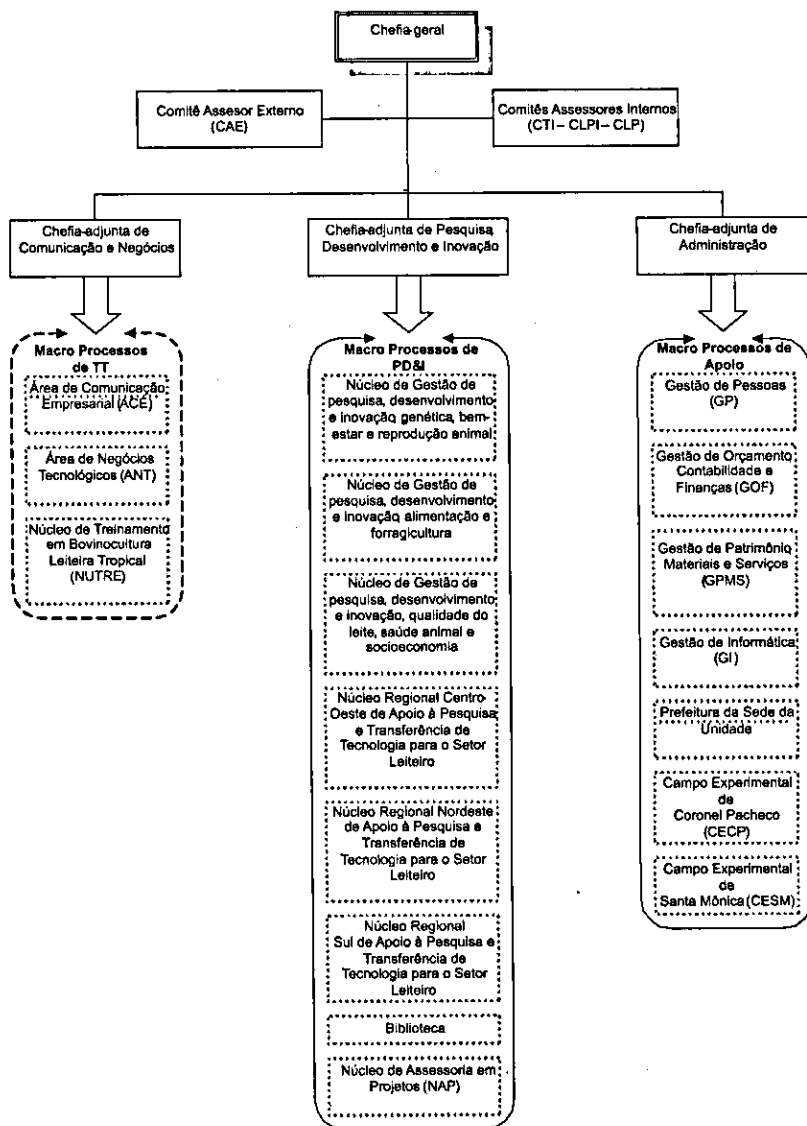 Chefia-geral
Comitê Assessor Externo
(CAE)
Comitês Assessores Internos
(CTI – CLPI – CLP)
Chefia-adjunta de
Comunicação e Negócios
Chefia-adjunta de Pesquisa
Desenvolvimento e Inovação
Chefia-adjunta de
Administração
Macro Processos
de TT
Área de Comunicação
Empresarial (ACE)
Área de Negócios
Tecnológicos (ANT)
Núcleo de Treinamento
em Bovinocultura
Leiteira Tropical
(NUTRE)
Macro Processos de
PD&I
Núcleo de Gestão de
pesquisa, desenvolvimento
e inovação, genética, bem-
estar e reprodução animal
Núcleo de Gestão de
pesquisa, desenvolvimento
e inovação, alimentação e
forragicultura
Núcleo de Gestão de
pesquisa, desenvolvimento
e inovação, qualidade do
leite, saúde animal e
socioeconomia
Núcleo Regional Centro-
Oeste de Apoio à Pesquisa
e Transferência de
Tecnologia para o Setor
Leiteiro
Núcleo Regional Nordeste
de Apoio à Pesquisa e
Transferência de
Tecnologia para o Setor
Leiteiro
Núcleo Regional
Sul de Apoio à Pesquisa e
Transferência de
Tecnologia para o Setor
Leiteiro
Biblioteca
Núcleo de Assessoria em
Projetos (NAP)
Macro Processos de
Apoio
Gestão de Pessoas
(GP)
Gestão de Orçamento
Contabilidade e
Finanças (GOF)
Gestão de Patrimônio
Materiais e Serviços
(GPMS)
Gestão de Informática
(GI)
Prefeitura da Sede da
Unidade
Campo Experimental
de
Coronel Pacheco
(CECP)
Campo Experimental
de
Santa Mônica (CESM)